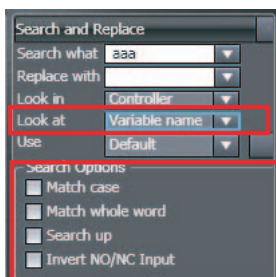 Search and Replace
Search what aaa
Replace with
Look in Controller
Look at Variable name
Use Default
Search Options
Match case
Match whole word
Search up
Invert NO/NC Input